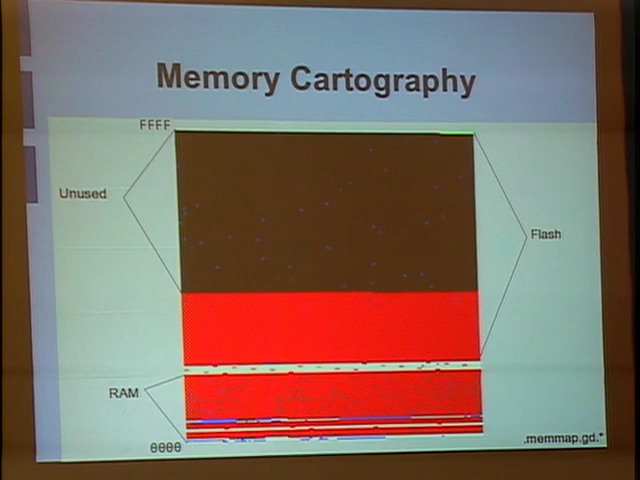 Memory Cartography
FFFF
Unused
Flash
RAM
0000
.memmap.gd.*